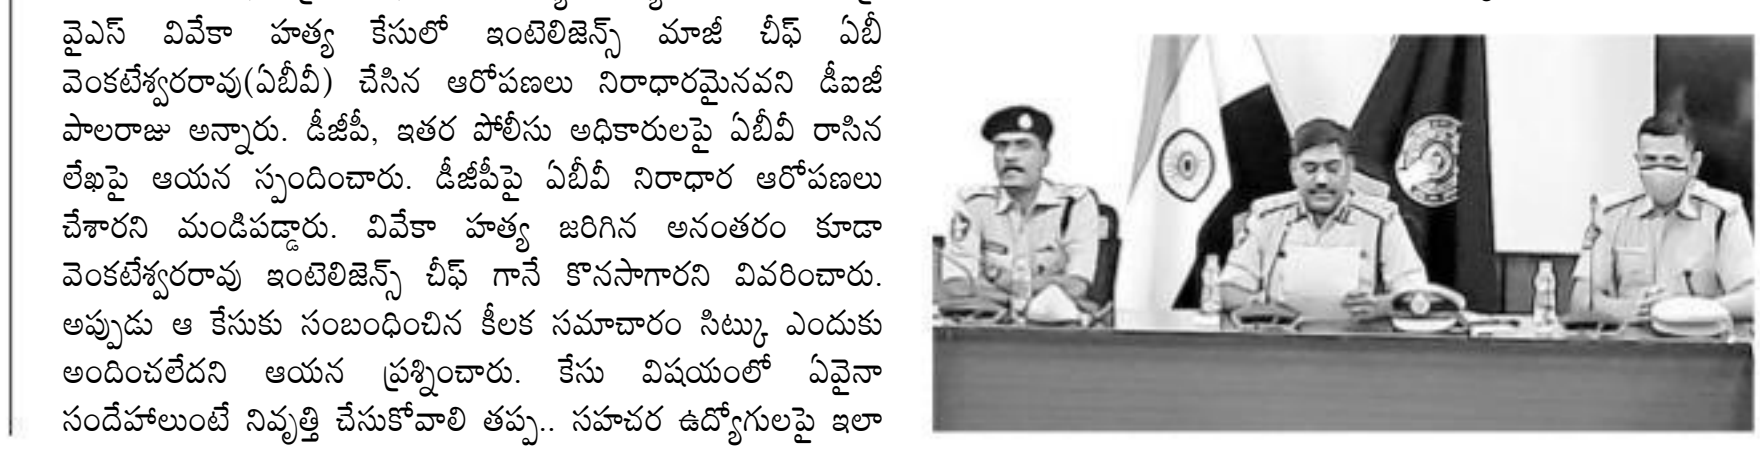 వైఎస్ వివేకా హత్య కేసులో ఇంటెలిజెన్స్ మాజీ చీఫ్ ఏబీ
వెంకటేశ్వరరావు(ఏబీవీ) చేసిన ఆరోపణలు నిరాధారమైనవని డీఐజీ
పాలరాజు అన్నారు. డీజీపీ, ఇతర పోలీసు అధికారులపై ఏబీవీ రాసిన
లేఖపై ఆయన స్పందించారు. డీజీపీపై ఏబీవీ నిరాధార ఆరోపణలు
చేశారని మండిపడ్డారు. వివేకా హత్య జరిగిన అనంతరం కూడా
వెంకటేశ్వరరావు ఇంటెలిజెన్స్ చీఫ్ గానే కొనసాగారని వివరించారు.
అప్పుడు ఆ కేసుకు సంబంధించిన కీలక సమాచారం సిట్కు ఎందుకు
అందించలేదని ఆయన ప్రశ్నించారు. కేసు విషయంలో ఏవైనా
సందేహాలుంటే నివృత్తి చేసుకోవాలి తప్ప.. సహచర ఉద్యోగులపై ఇలా